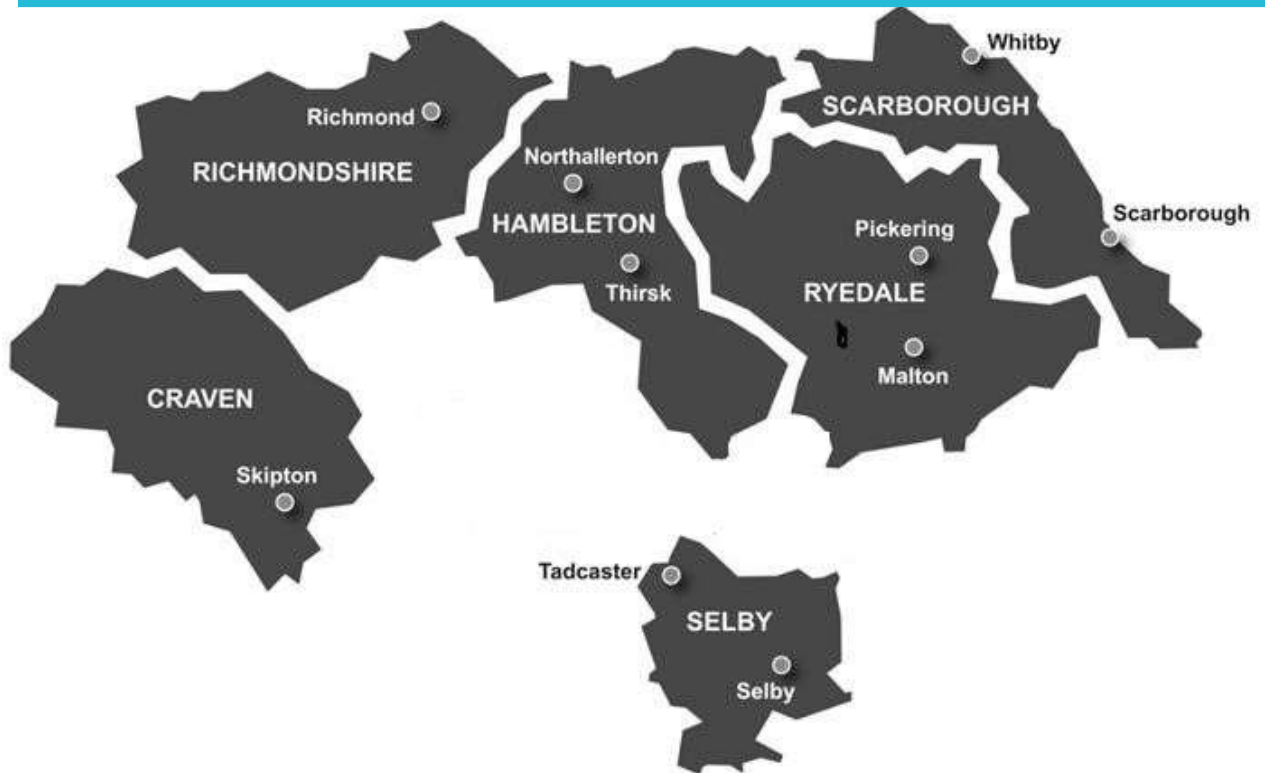 Whitby
SCARBOROUGH
Richmond
Northallerton
RICHMONDSHIRE
Scarborough
HAMBLETON
Pickering
Thirsk
RYEDALE
Malton
CRAVEN
Skipton
Tadcaster
SELBY
Selby